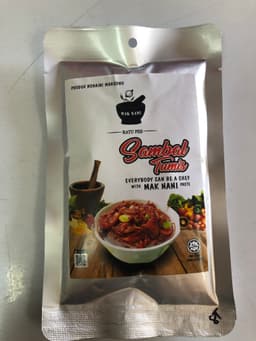 PRODUK BUMIPUTERA
MAK NANI
BATU PES
Sambal
Tumis
EVERYBODY CAN BE A CHEF
WITH MAK NANI PASTE